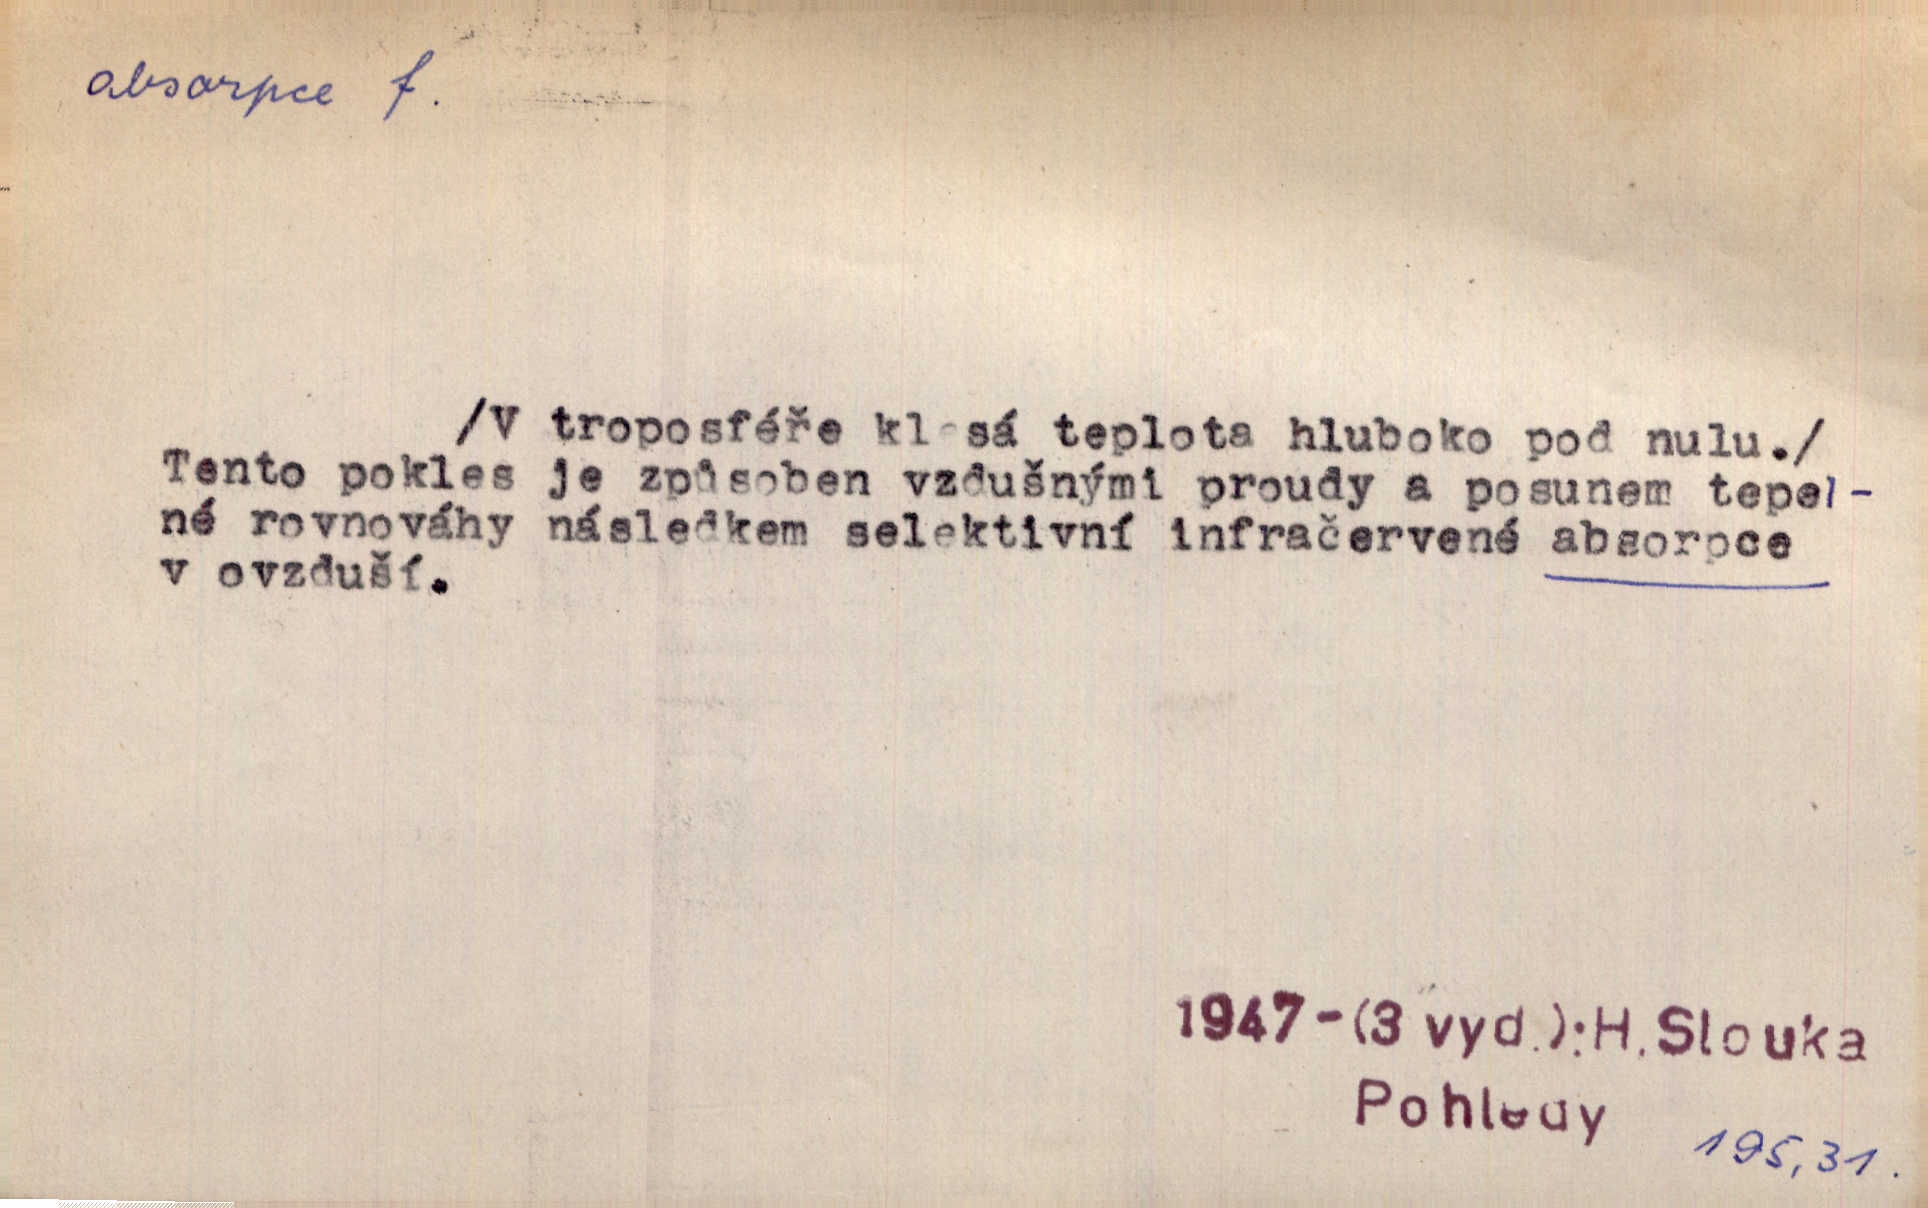 absorpce f.
/V troposféře klesá teplota hluboko pod nulu./
Tento pokles je způsoben vzdušnými proudy a posunem tepel-
né rovnováhy následkem selektivní infračervené absorpce
v ovzduší.
1947-(3 vyd.):H.Slouka
Pohledy
195,31.